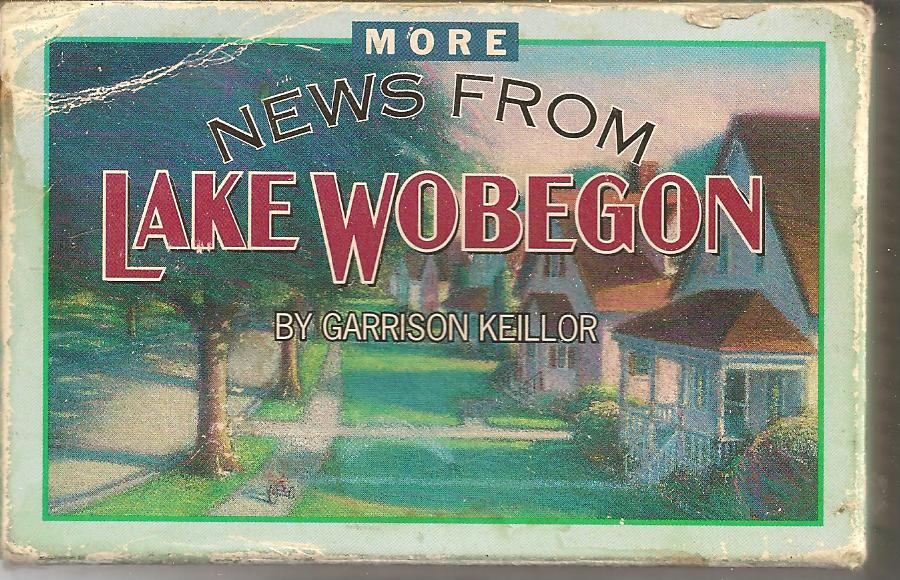 MORE
NEWS FROM
LAKE WOBEGON
BY GARRISON KEILLOR